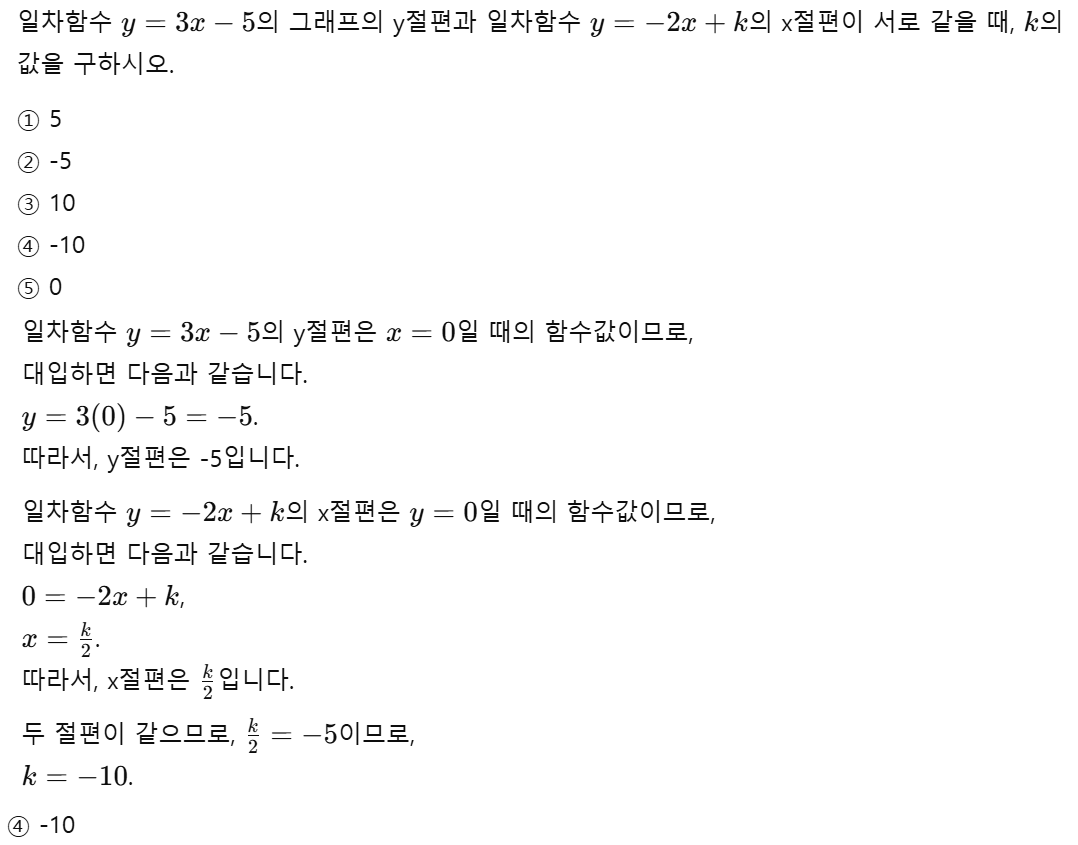 일차함수 y = 3x − 5의 그래프의 y절편과 일차함수 y = −2x + k의 x절편이 서로 같을 때, k의
값을 구하시오.
① 5
② -5
③ 10
④ -10
⑤ 0
일차함수 y = 3x − 5의 y절편은 x = 0일 때의 함수값이므로,
대입하면 다음과 같습니다.
y = 3(0) − 5 = −5.
따라서, y절편은 -5입니다.
일차함수 y = −2x + k의 x절편은 y = 0일 때의 함수값이므로,
대입하면 다음과 같습니다.
0 = −2x + k,
x = k/2.
따라서, x절편은 k/2입니다.
두 절편이 같으므로, k/2 = −5이므로,
k = −10.
④ -10